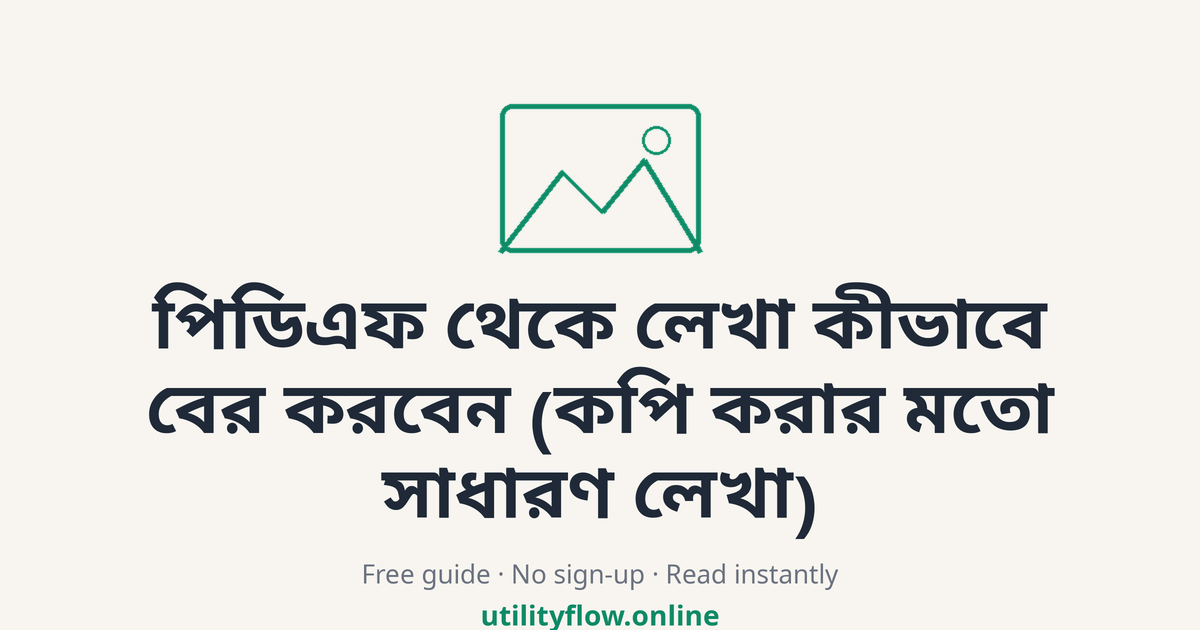 পিডিএফ থেকে লেখা কীভাবে
বের করবেন (কপি করার মতো
সাধারণ লেখা)
Free guide · No sign-up · Read instantly
utilityflow.online